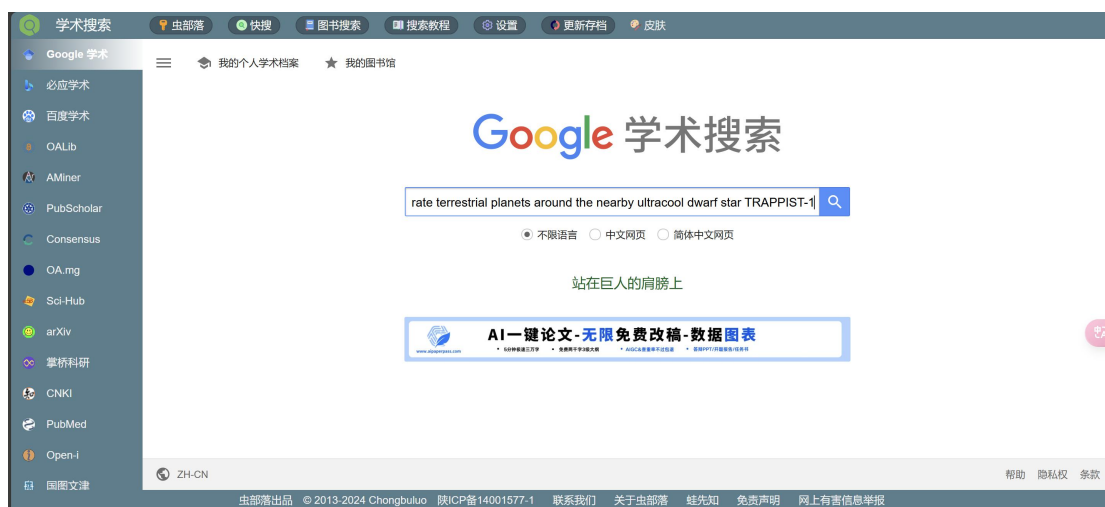 学术搜索
虫部落 快搜 图书搜索 搜索教程 设置 更新存档 皮肤
Google 学术
必应学术
百度学术
OALib
AMiner
PubScholar
Consensus
OA.mg
Sci-Hub
arXiv
掌桥科研
CNKI
PubMed
Open-i
国图文津
我的个人学术档案 我的图书馆
Google 学术搜索
rate terrestrial planets around the nearby ultracool dwarf star TRAPPIST-1
不限语言 中文网页 简体中文网页
站在巨人的肩膀上
AI一键论文-无限免费改稿-数据图表
www.aipaperpass.com
ZH-CN
帮助 隐私权 条款
虫部落出品 © 2013-2024 Chongbuluo 陕ICP备14001577-1 联系我们 关于虫部落 蛙先知 免责声明 网上有害信息举报